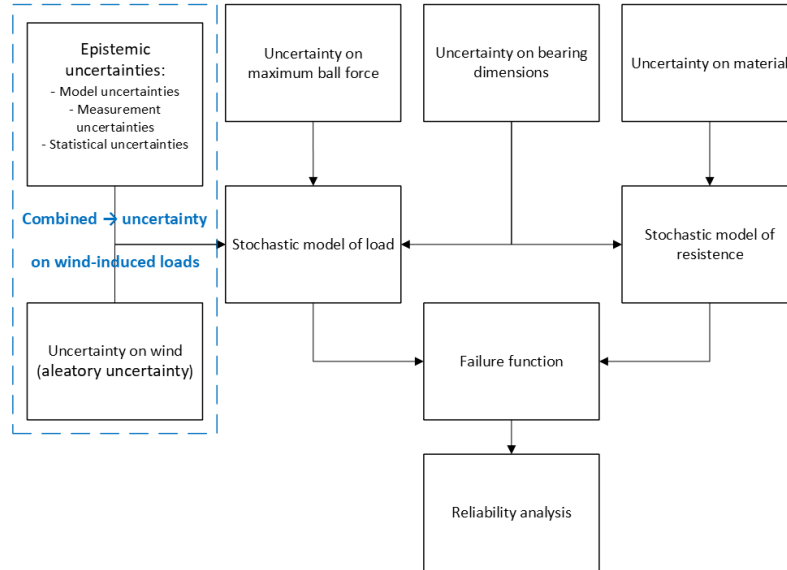 Epistemic
uncertainties:
- Model uncertainties
- Measurement
uncertainties
- Statistical uncertainties
Uncertainty on
maximum ball force
Uncertainty on bearing
dimensions
Uncertainty on material
Combined → uncertainty
on wind-induced loads
Stochastic model of load
Stochastic model of
resistence
Uncertainty on wind
(aleatory uncertainty)
Failure function
Reliability analysis